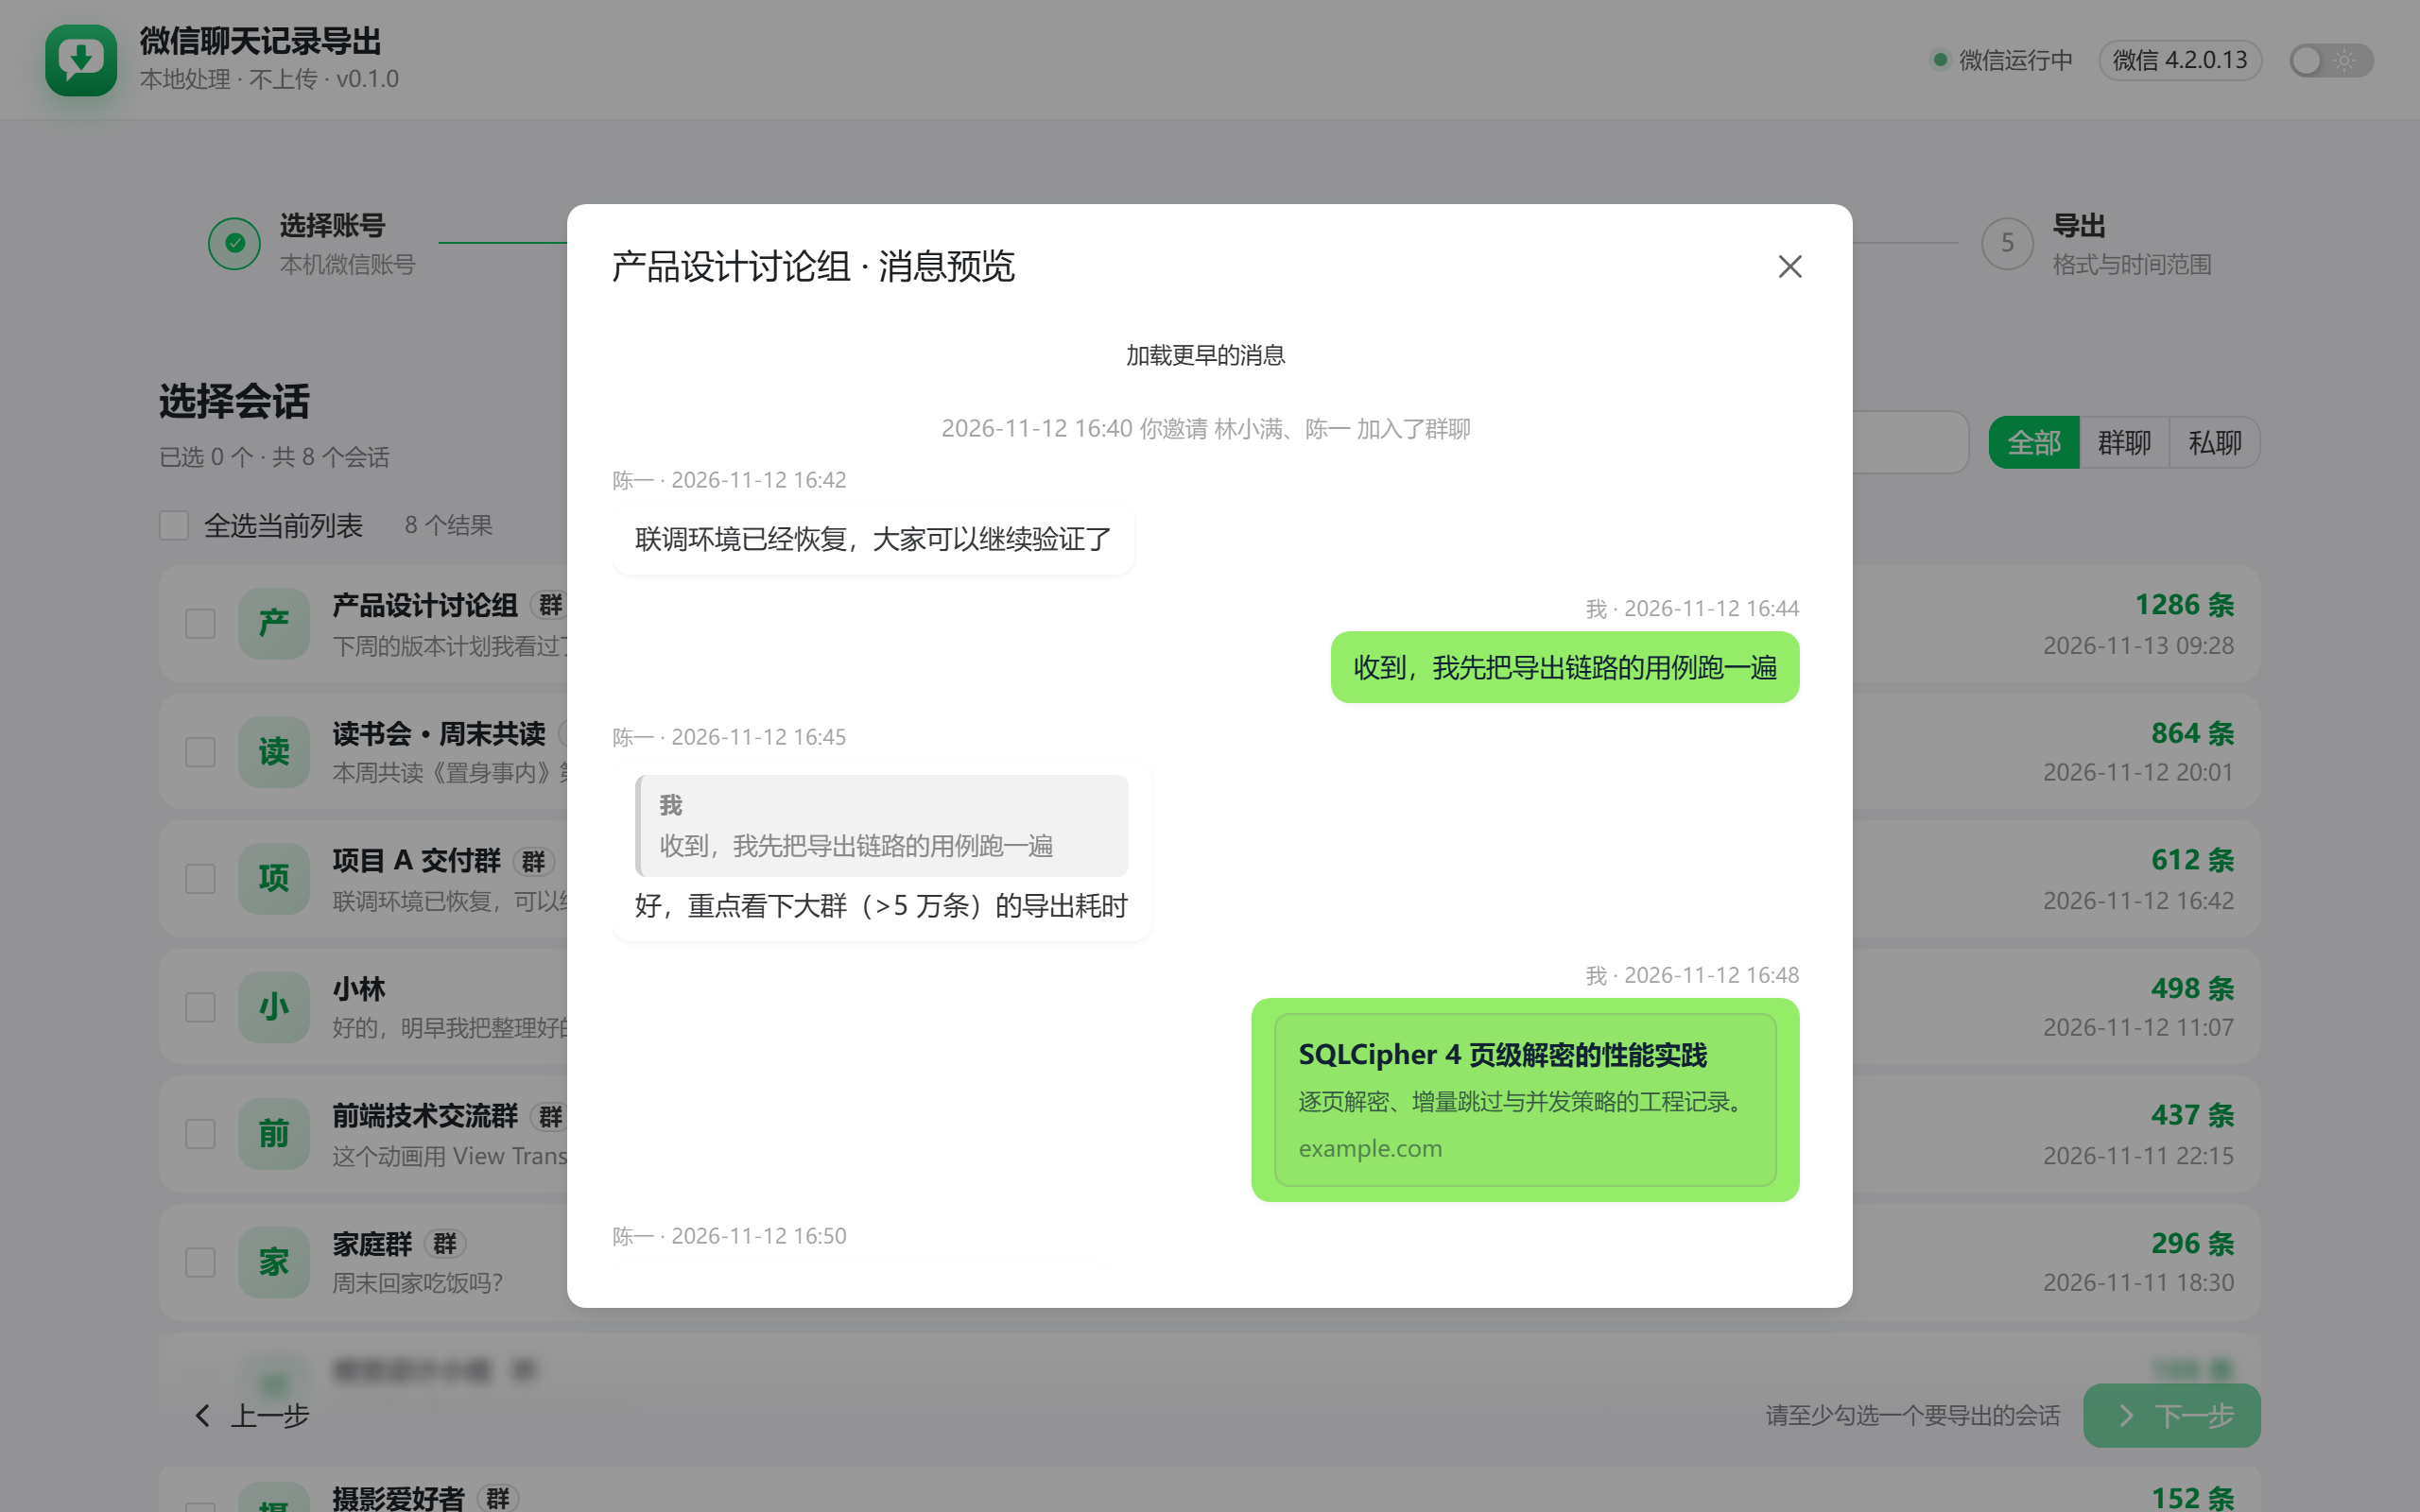 微信聊天记录导出
本地处理 · 不上传 · v0.1.0
微信运行中
微信 4.2.0.13
选择账号
本机微信账号
5
导出
格式与时间范围
选择会话
已选 0 个 · 共 8 个会话
全部
群聊
私聊
全选当前列表
8 个结果
产
产品设计讨论组 群
下周的版本计划我看过了
1286 条
2026-11-13 09:28
读
读书会 • 周末共读
本周共读《置身事内》第
864 条
2026-11-12 20:01
项
项目 A 交付群 群
联调环境已恢复，可以
612 条
2026-11-12 16:42
小
小林
好的，明早我把整理好的
498 条
2026-11-12 11:07
前
前端技术交流群 群
这个动画用 View Trans
437 条
2026-11-11 22:15
家
家庭群 群
周末回家吃饭吗？
296 条
2026-11-11 18:30
上一步
请至少勾选一个要导出的会话
下一步
摄影爱好者 群
152 条
产品设计讨论组 · 消息预览
加载更早的消息
2026-11-12 16:40 你邀请 林小满、陈一 加入了群聊
陈一 · 2026-11-12 16:42
联调环境已经恢复，大家可以继续验证了
我 · 2026-11-12 16:44
收到，我先把导出链路的用例跑一遍
陈一 · 2026-11-12 16:45
我
收到，我先把导出链路的用例跑一遍
好，重点看下大群（>5 万条）的导出耗时
我 · 2026-11-12 16:48
SQLCipher 4 页级解密的性能实践
逐页解密、增量跳过与并发策略的工程记录。
example.com
陈一 · 2026-11-12 16:50